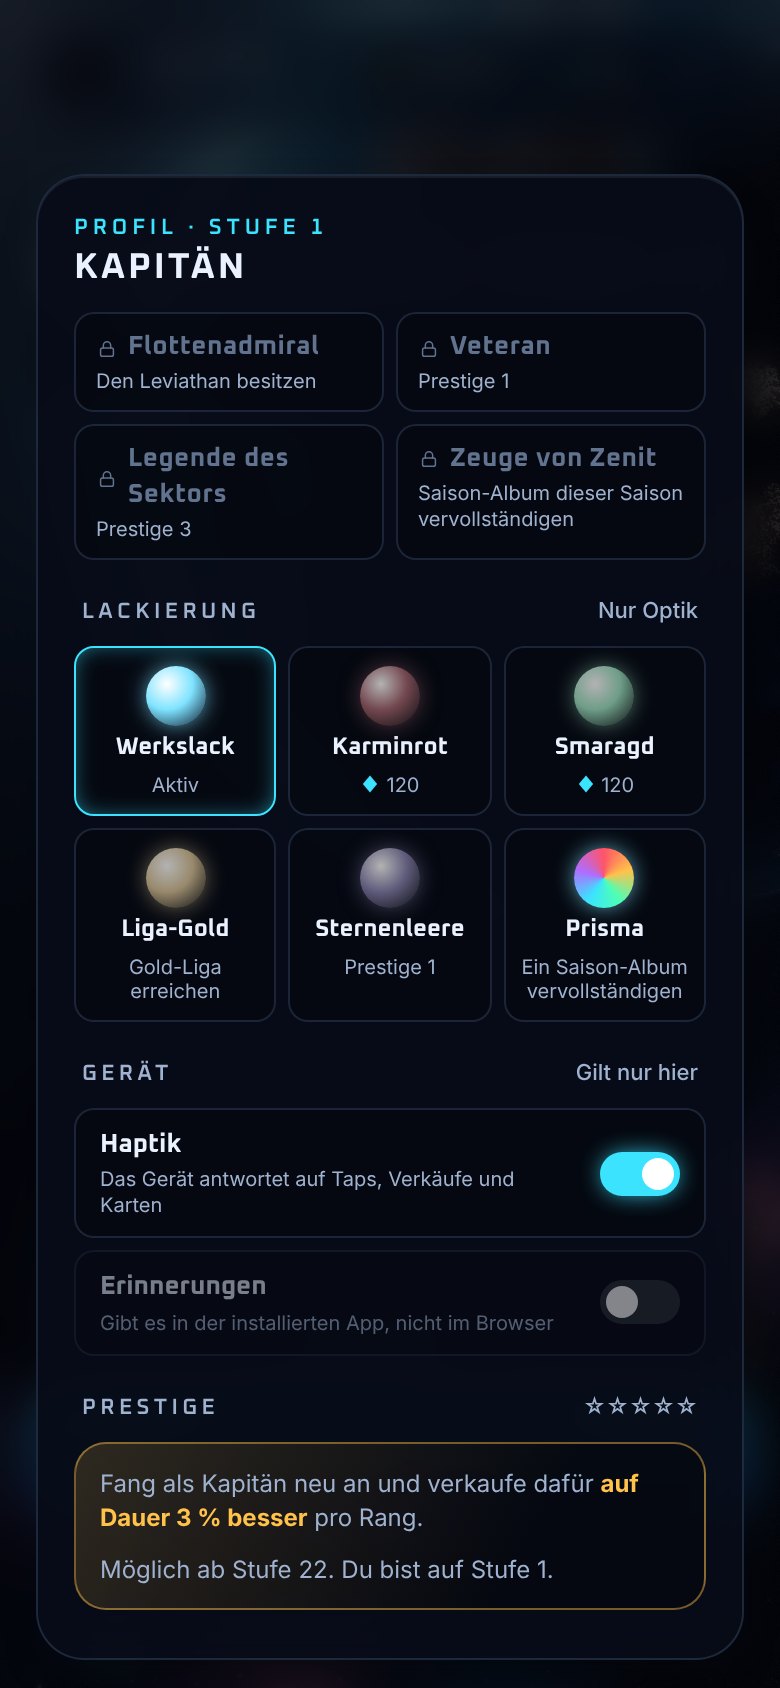 PROFIL · STUFE 1
KAPITÄN
Flottenadmiral
Den Leviathan besitzen
Veteran
Prestige 1
Legende des
Sektors
Prestige 3
Zeuge von Zenit
Saison-Album dieser Saison
vervollständigen
LACKIERUNG
Nur Optik
Werkslack
Aktiv
Karminrot
♦ 120
Smaragd
♦ 120
Liga-Gold
Gold-Liga
erreichen
Sternenleere
Prestige 1
Prisma
Ein Saison-Album
vervollständigen
GERÄT
Gilt nur hier
Haptik
Das Gerät antwortet auf Taps, Verkäufe und
Karten
Erinnerungen
Gibt es in der installierten App, nicht im Browser
PRESTIGE
☆☆☆☆☆
Fang als Kapitän neu an und verkaufe dafür auf
Dauer 3 % besser pro Rang.
Möglich ab Stufe 22. Du bist auf Stufe 1.